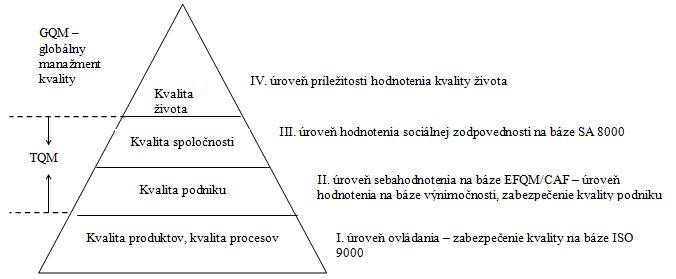 GQM –
globálny
manažment
kvality
Kvalita
života
IV. úroveň príležitosti hodnotenia kvality života
Kvalita spoločnosti
III. úroveň hodnotenia sociálnej zodpovednosti na báze SA 8000
TQM
Kvalita podniku
II. úroveň sebahodnotenia na báze EFQM/CAF – úroveň
hodnotenia na báze výnimočnosti, zabezpečenie kvality podniku
Kvalita produktov, kvalita procesov
I. úroveň ovládania – zabezpečenie kvality na báze ISO
9000